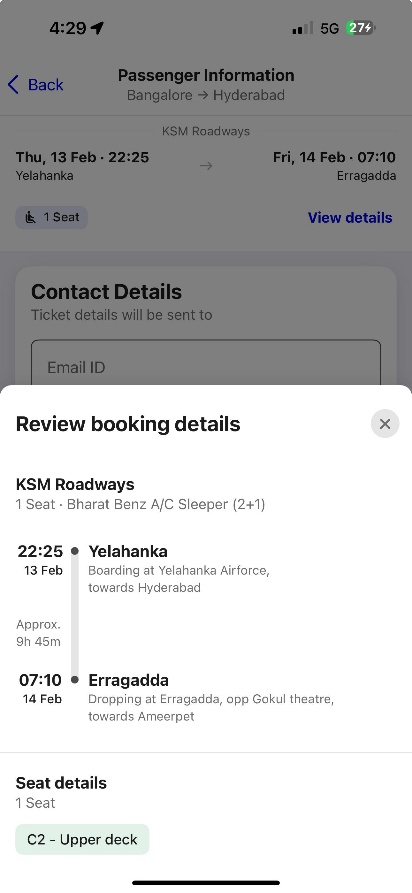 4:29
5G 27
Back
Passenger Information
Bangalore → Hyderabad
KSM Roadways
Thu, 13 Feb · 22:25 → Fri, 14 Feb · 07:10
Yelahanka Erragadda
1 Seat View details
Contact Details
Ticket details will be sent to
Email ID
Review booking details
KSM Roadways
1 Seat · Bharat Benz A/C Sleeper (2+1)
22:25 Yelahanka
13 Feb Boarding at Yelahanka Airforce,
towards Hyderabad
Approx.
9h 45m
07:10 Erragadda
14 Feb Dropping at Erragadda, opp Gokul theatre,
towards Ameerpet
Seat details
1 Seat
C2 - Upper deck